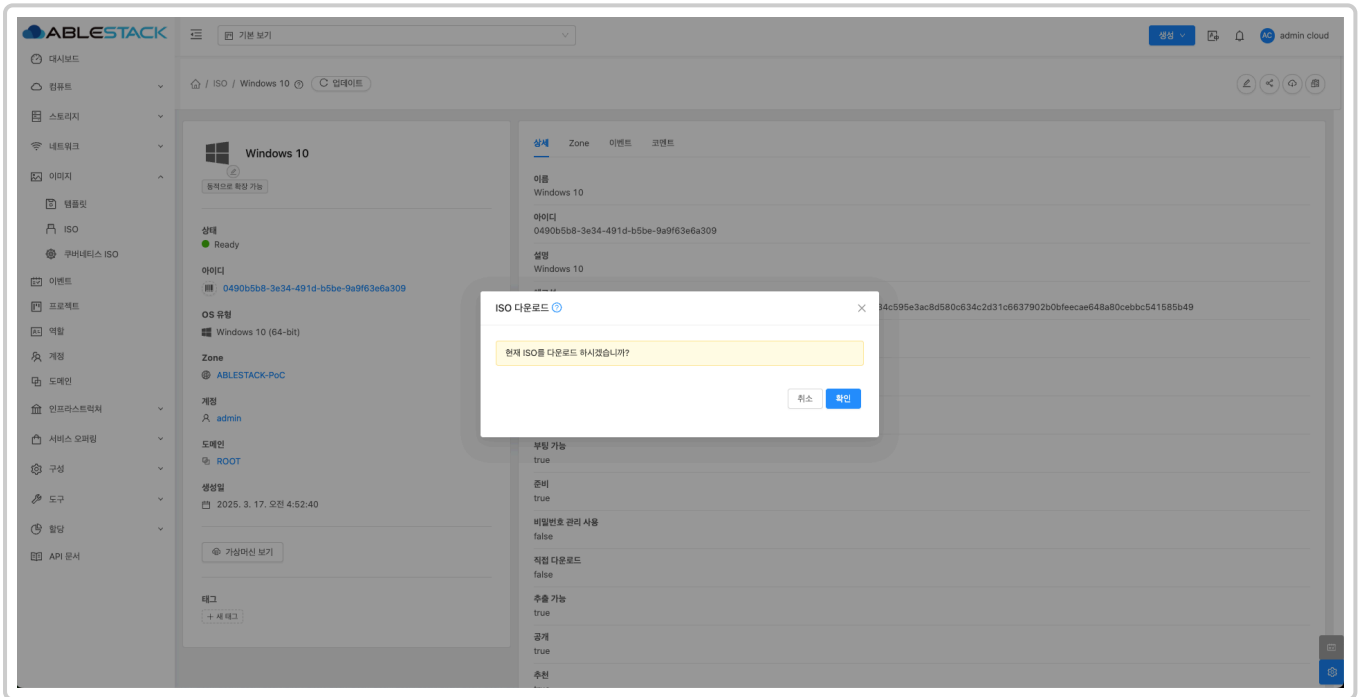 ABLESTACK
기본 보기
생성
AC
admin cloud
대시보드
컴퓨트
스토리지
네트워크
이미지
템플릿
ISO
쿠버네티스 ISO
이벤트
프로젝트
역할
계정
도메인
인프라스트럭쳐
서비스 오퍼링
구성
도구
할당
API 문서
/ ISO / Windows 10
업데이트
Windows 10
동적으로 확장 가능
상태
Ready
아이디
0490b5b8-3e34-491d-b5be-9a9f63e6a309
OS 유형
Windows 10 (64-bit)
Zone
ABLESTACK-PoC
계정
admin
도메인
ROOT
생성일
2025. 3. 17. 오전 4:52:40
가상머신 보기
태그
+ 새 태그
상세 Zone 이벤트 코멘트
이름
Windows 10
아이디
0490b5b8-3e34-491d-b5be-9a9f63e6a309
설명
Windows 10
34c595e3ac8d580c634c2d31c6637902b0bfeecae648a80cebbc541585b49
ISO 다운로드
현재 ISO를 다운로드 하시겠습니까?
취소
확인
부팅 가능
true
준비
true
비밀번호 관리 사용
false
직접 다운로드
false
추출 가능
true
공개
true
추천